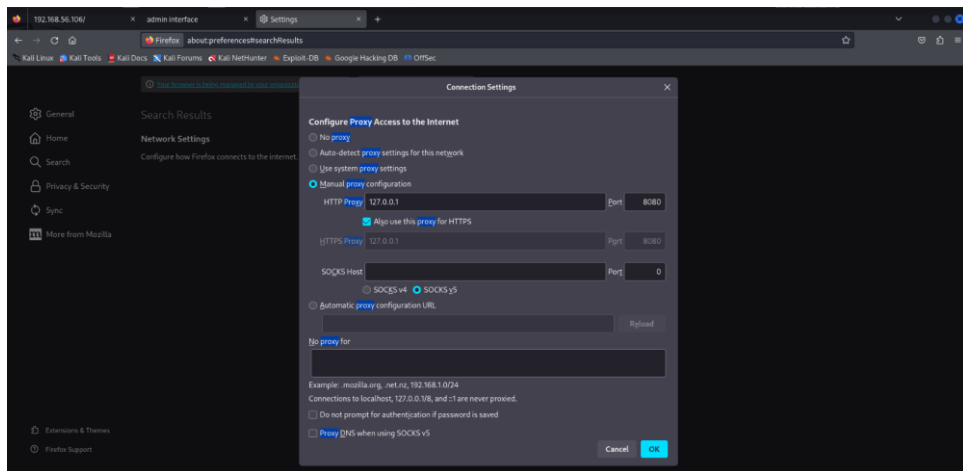 192.168.56.106/ × admin interface × Settings × +
Firefox about:preferences#searchResults
Kali Linux Kali Tools Kali Docs Kali Forums Kali NetHunter Exploit-DB Google Hacking DB OffSec
Your browser is being managed by your organization
General
Home
Search
Privacy & Security
Sync
More from Mozilla
Extensions & Themes
Firefox Support
Search Results
Network Settings
Configure how Firefox connects to the internet.
Connection Settings
Configure Proxy Access to the Internet
No proxy
Auto-detect proxy settings for this network
Use system proxy settings
Manual proxy configuration
HTTP Proxy 127.0.0.1 Port 8080
Also use this proxy for HTTPS
HTTPS Proxy 127.0.0.1 Port 8080
SOCKS Host Port 0
SOCKS v4 SOCKS v5
Automatic proxy configuration URL
Reload
No proxy for
Example: .mozilla.org, .net.nz, 192.168.1.0/24
Connections to localhost, 127.0.0.1/8, and ::1 are never proxied.
Do not prompt for authentication if password is saved
Proxy DNS when using SOCKS v5
Cancel OK